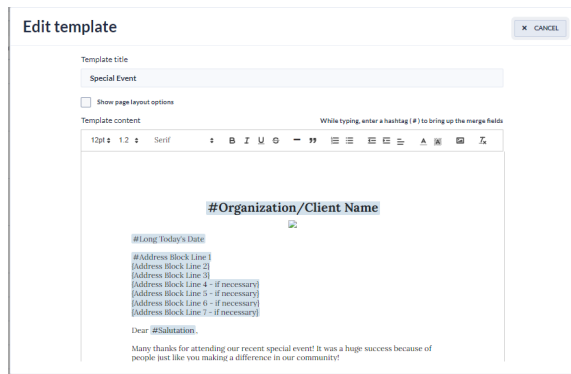 Edit template
× CANCEL
Template title
Special Event
Show page layout options
Template content
While typing, enter a hashtag ( # ) to bring up the merge fields
12pt 1.2 Serif B I U S
#Organization/Client Name
#Long Today's Date
#Address Block Line 1
[Address Block Line 2]
[Address Block Line 3]
[Address Block Line 4 - if necessary]
[Address Block Line 5 - if necessary]
[Address Block Line 6 - if necessary]
[Address Block Line 7 - if necessary]
Dear #Salutation,
Many thanks for attending our recent special event! It was a huge success because of
people just like you making a difference in our community!